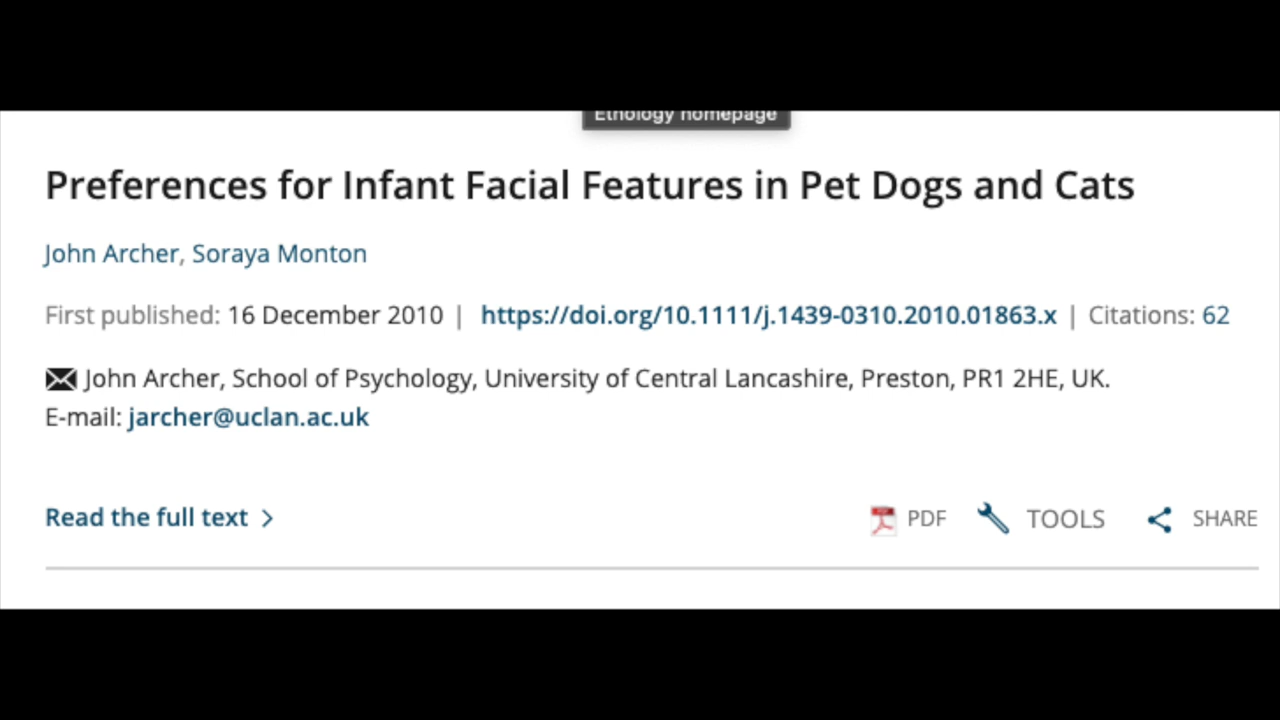 Ethology homepage
Preferences for Infant Facial Features in Pet Dogs and Cats
John Archer, Soraya Monton
First published: 16 December 2010 | https://doi.org/10.1111/j.1439-0310.2010.01863.x | Citations: 62
John Archer, School of Psychology, University of Central Lancashire, Preston, PR1 2HE, UK.
E-mail: jarcher@uclan.ac.uk
Read the full text > PDF TOOLS SHARE